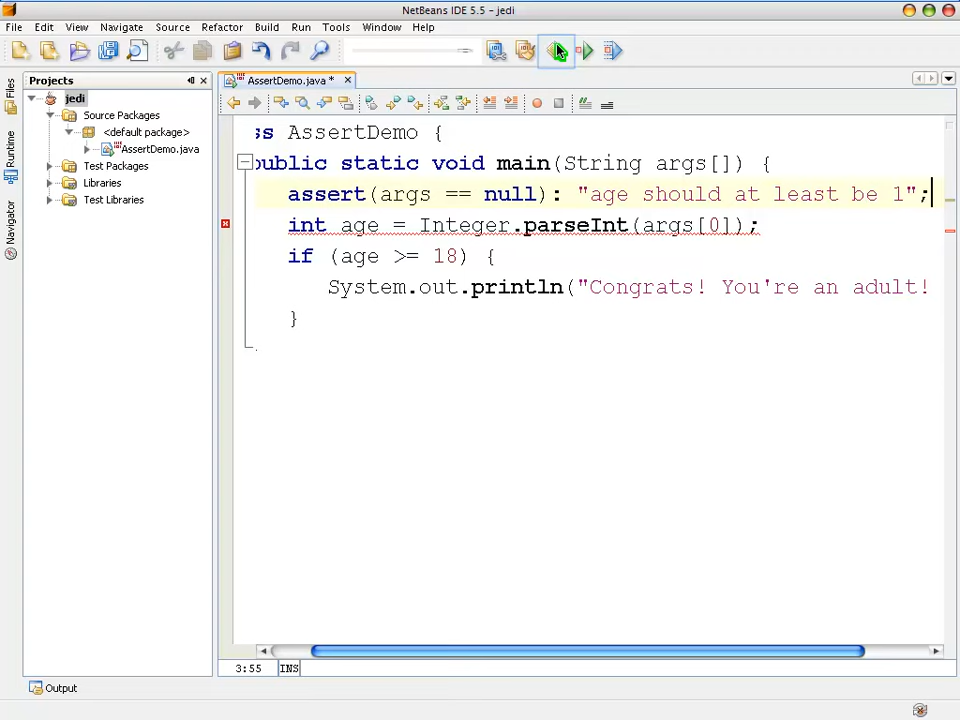 NetBeans IDE 5.5 - jedi
File Edit View Navigate Source Refactor Build Run Tools Window Help
Projects
AssertDemo.java *
Files
Runtime
Navigator
jedi
Source Packages
<default package>
AssertDemo.java
Test Packages
Libraries
Test Libraries
ss AssertDemo {
public static void main(String args[]) {
assert(args == null): "age should at least be 1";
int age = Integer.parseInt(args[0]);
if (age >= 18) {
System.out.println("Congrats! You're an adult!
}
3:55 INS
Output